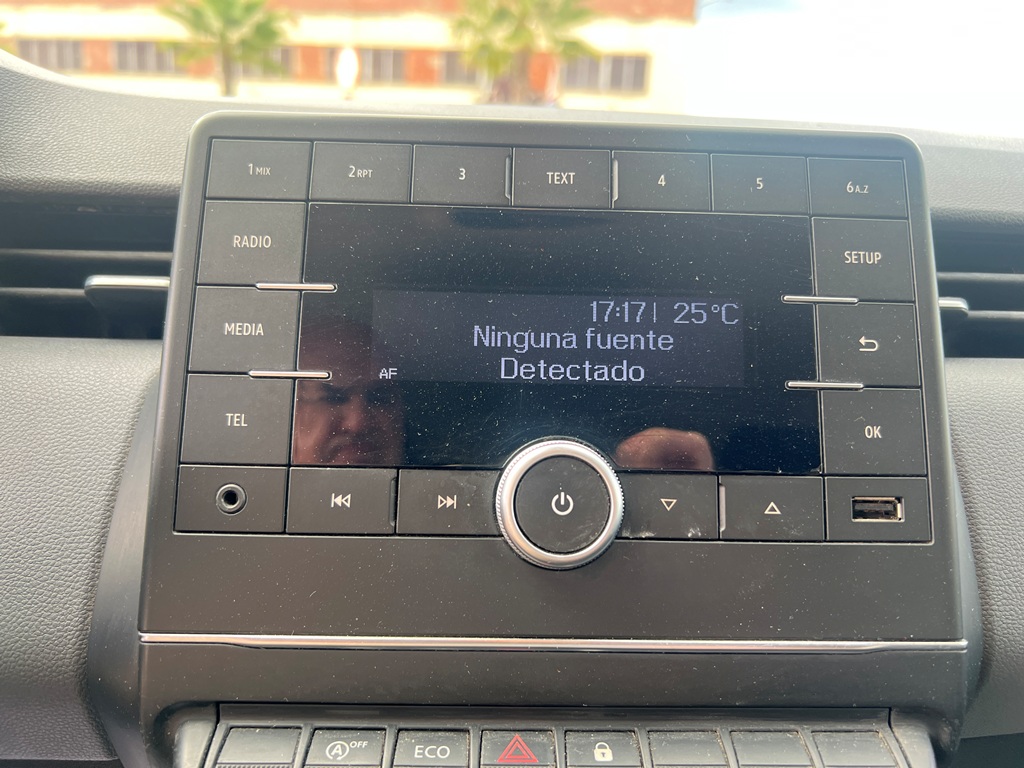 1MIX 2RPT 3 TEXT 4 5 6A.Z
RADIO
SETUP
MEDIA
17:17| 25°C
Ninguna fuente
AF Detectado
TEL
OK
A OFF
ECO